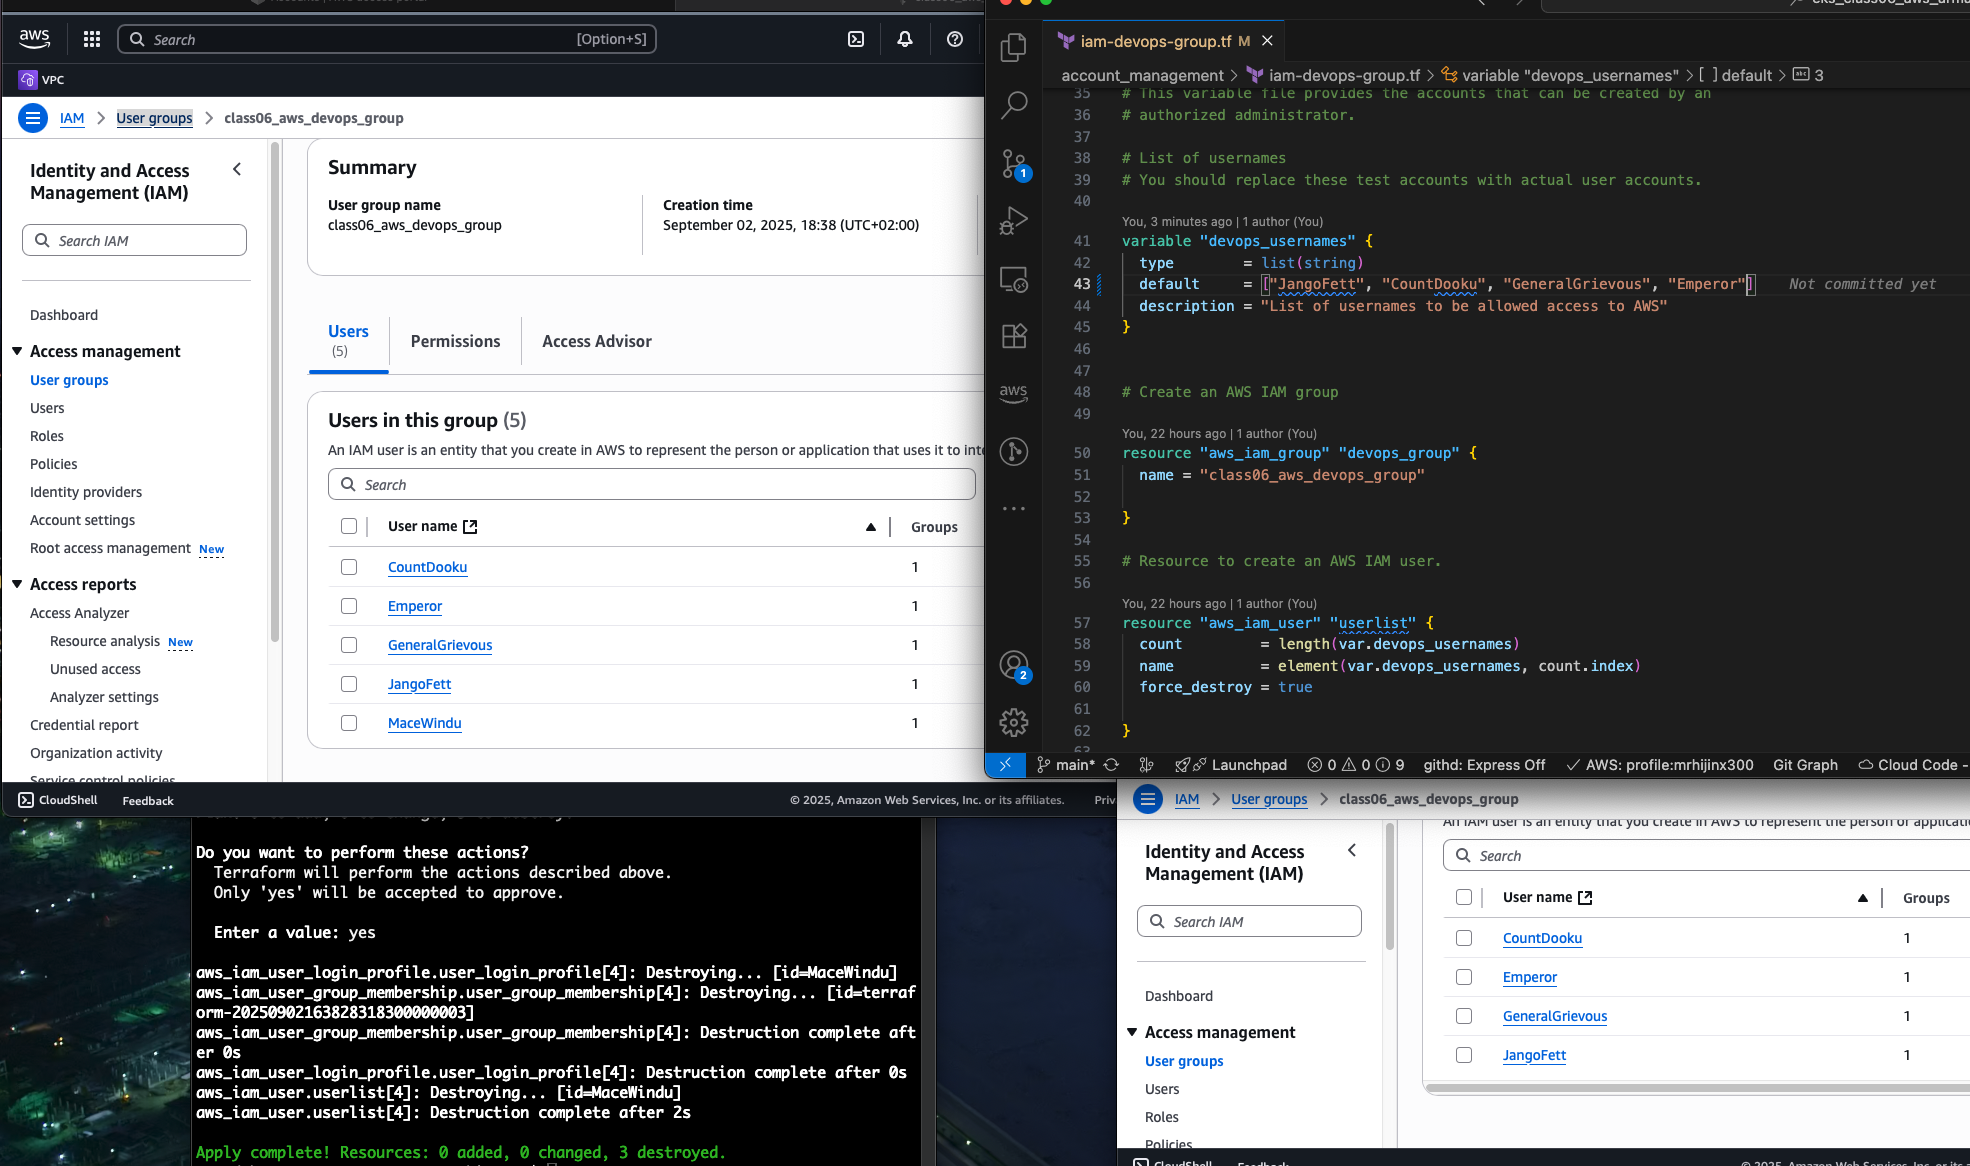 aws
Search
[Option+S]
VPC
IAM > User groups > class06_aws_devops_group
Identity and Access
Management (IAM)
Search IAM
Dashboard
Access management
User groups
Users
Roles
Policies
Identity providers
Account settings
Root access management New
Access reports
Access Analyzer
Resource analysis New
Unused access
Analyzer settings
Credential report
Organization activity
Service control policies
Summary
User group name
class06_aws_devops_group
Creation time
September 02, 2025, 18:38 (UTC+02:00)
Users
(5)
Permissions
Access Advisor
Users in this group (5)
An IAM user is an entity that you create in AWS to represent the person or application that uses it to
Search
User name Groups
CountDooku 1
Emperor 1
GeneralGrievous 1
JangoFett 1
MaceWindu 1
CloudShell Feedback
© 2025, Amazon Web Services, Inc. or its affiliates.
iam-devops-group.tf M
account_management > iam-devops-group.tf > variable "devops_usernames" > [ ] default > abc 3
35 # This variable file provides the accounts that can be created by an
36 # authorized administrator.
37
38 # List of usernames
39 # You should replace these test accounts with actual user accounts.
40
You, 3 minutes ago | 1 author (You)
41 variable "devops_usernames" {
42 type = list(string)
43 default = ["JangoFett", "CountDooku", "GeneralGrievous", "Emperor"] Not committed yet
44 description = "List of usernames to be allowed access to AWS"
45 }
46
47
48 # Create an AWS IAM group
49
You, 22 hours ago | 1 author (You)
50 resource "aws_iam_group" "devops_group" {
51 name = "class06_aws_devops_group"
52
53 }
54
55 # Resource to create an AWS IAM user.
56
You, 22 hours ago | 1 author (You)
57 resource "aws_iam_user" "userlist" {
58 count = length(var.devops_usernames)
59 name = element(var.devops_usernames, count.index)
60 force_destroy = true
61
62 }
1
aws
2
main* Launchpad 0 0 9 githd: Express Off AWS: profile:mrhijinx300 Git Graph Cloud Code -
Do you want to perform these actions?
Terraform will perform the actions described above.
Only 'yes' will be accepted to approve.
Enter a value: yes
aws_iam_user_login_profile.user_login_profile[4]: Destroying... [id=MaceWindu]
aws_iam_user_group_membership.user_group_membership[4]: Destroying... [id=terraf
orm-20250902163828318300000003]
aws_iam_user_group_membership.user_group_membership[4]: Destruction complete aft
er 0s
aws_iam_user_login_profile.user_login_profile[4]: Destruction complete after 0s
aws_iam_user.userlist[4]: Destroying... [id=MaceWindu]
aws_iam_user.userlist[4]: Destruction complete after 2s
Apply complete! Resources: 0 added, 0 changed, 3 destroyed.
IAM > User groups > class06_aws_devops_group
Identity and Access
Management (IAM)
Search IAM
Dashboard
Access management
User groups
Users
Roles
Policies
An IAM user is an entity that you create in AWS to represent the person or
Search
User name Groups
CountDooku 1
Emperor 1
GeneralGrievous 1
JangoFett 1
CloudShell Feedback